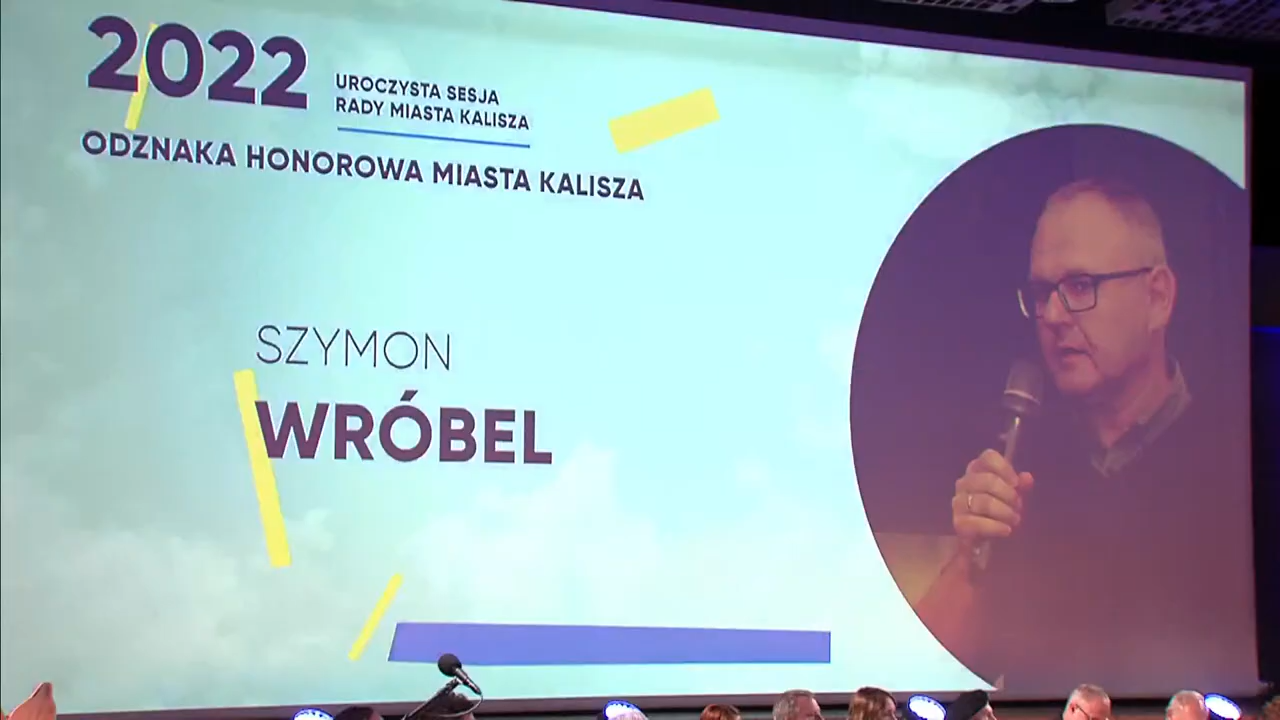 2022
UROCZYSTA SESJA
RADY MIASTA KALISZA
ODZNAKA HONOROWA MIASTA KALISZA
SZYMON
WRÓBEL